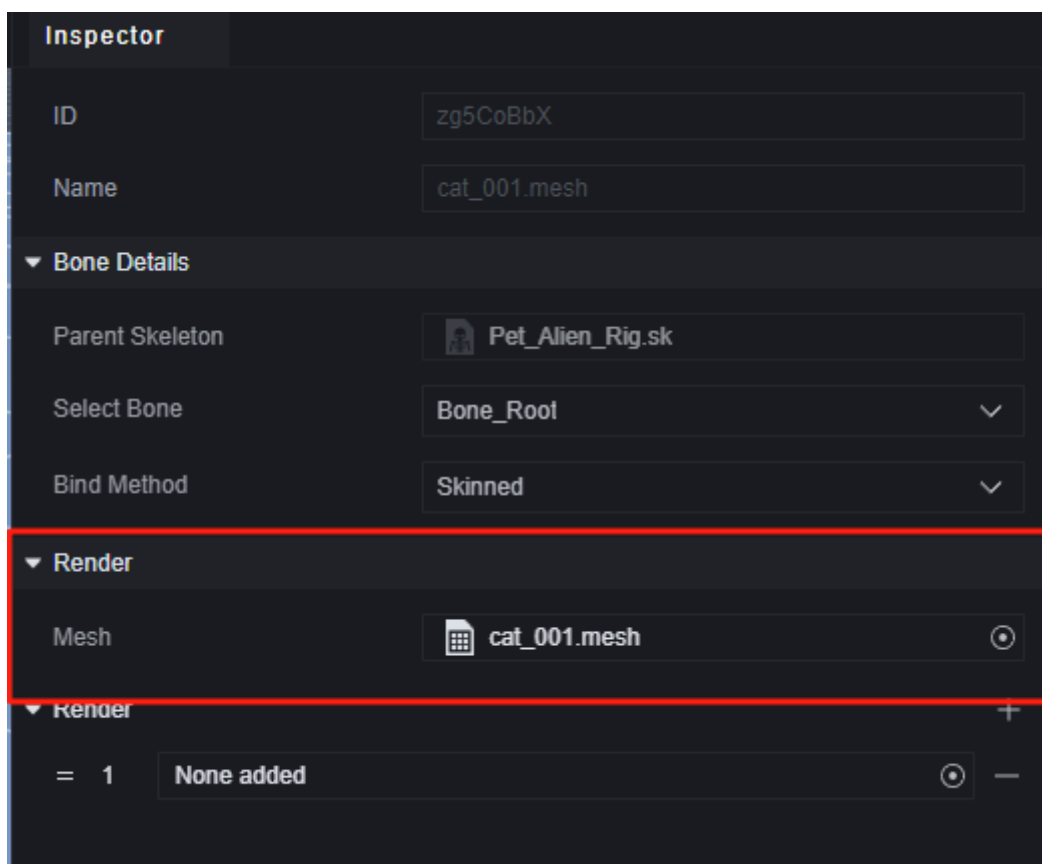 Inspector
ID zg5CoBbX
Name cat_001.mesh
Bone Details
Parent Skeleton Pet_Alien_Rig.sk
Select Bone Bone_Root
Bind Method Skinned
Render
Mesh cat_001.mesh
Render +
= 1 None added −